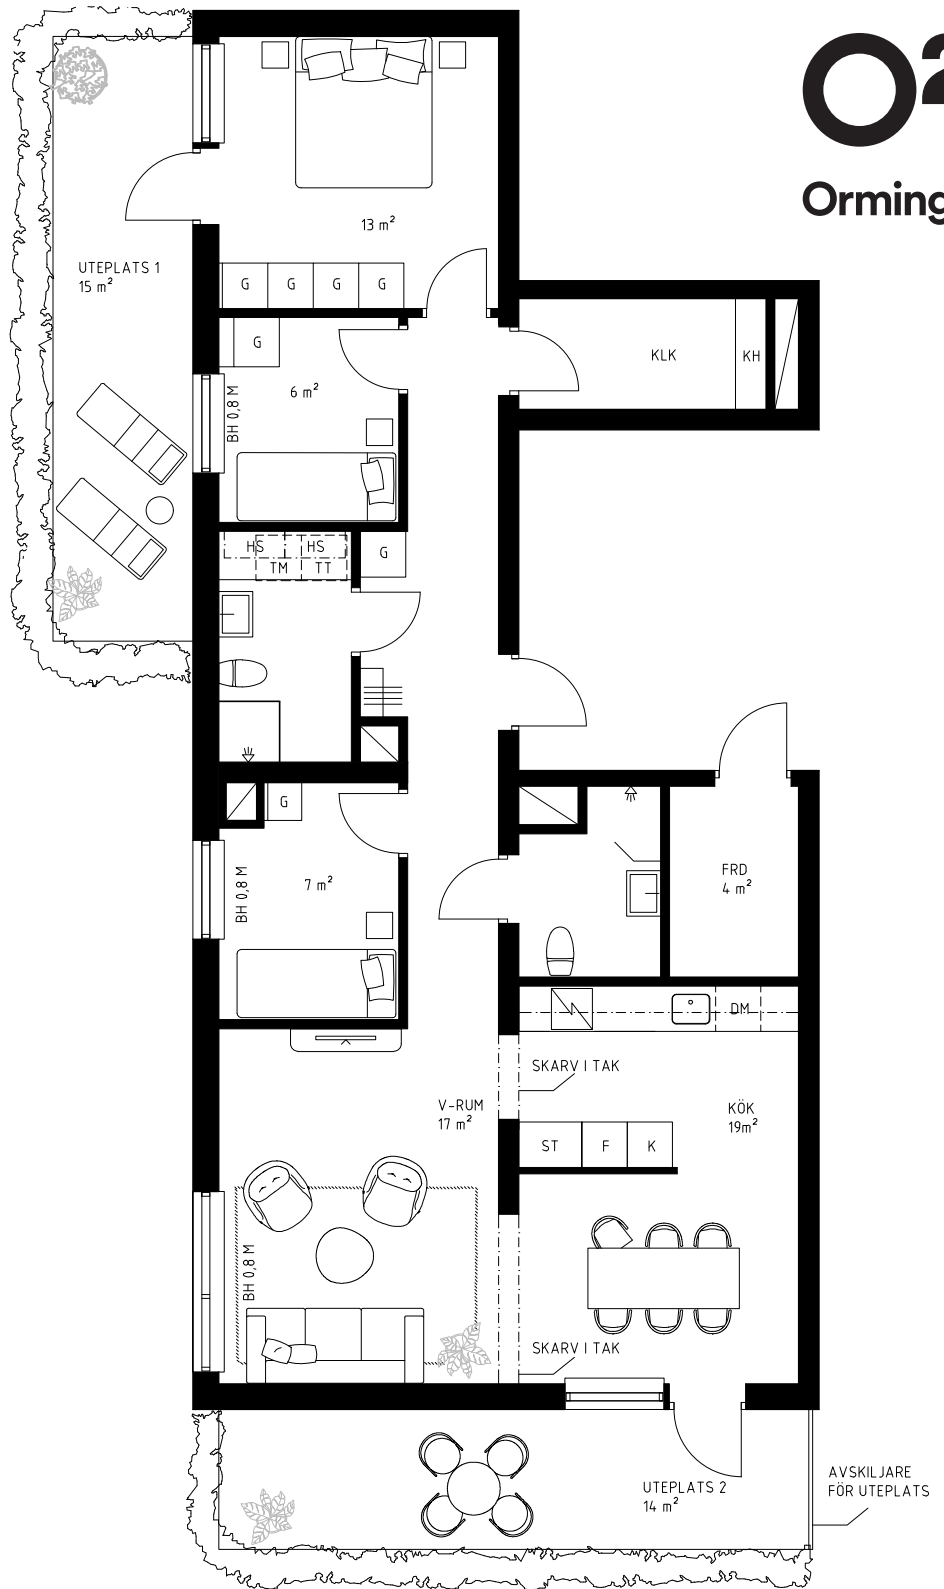 O²
Orming
13 m²
UTEPLATS 1
15 m²
G G G G
G
KLK
KH
6 m²
BH 0,8 M
HS HS
TM TT
G
G
7 m²
BH 0,8 M
FRD
4 m²
DM
SKARV I TAK
V-RUM
17 m²
KÖK
19m²
ST F K
BH 0,8 M
SKARV I TAK
UTEPLATS 2
14 m²
AVSKILJARE
FÖR UTEPLATS